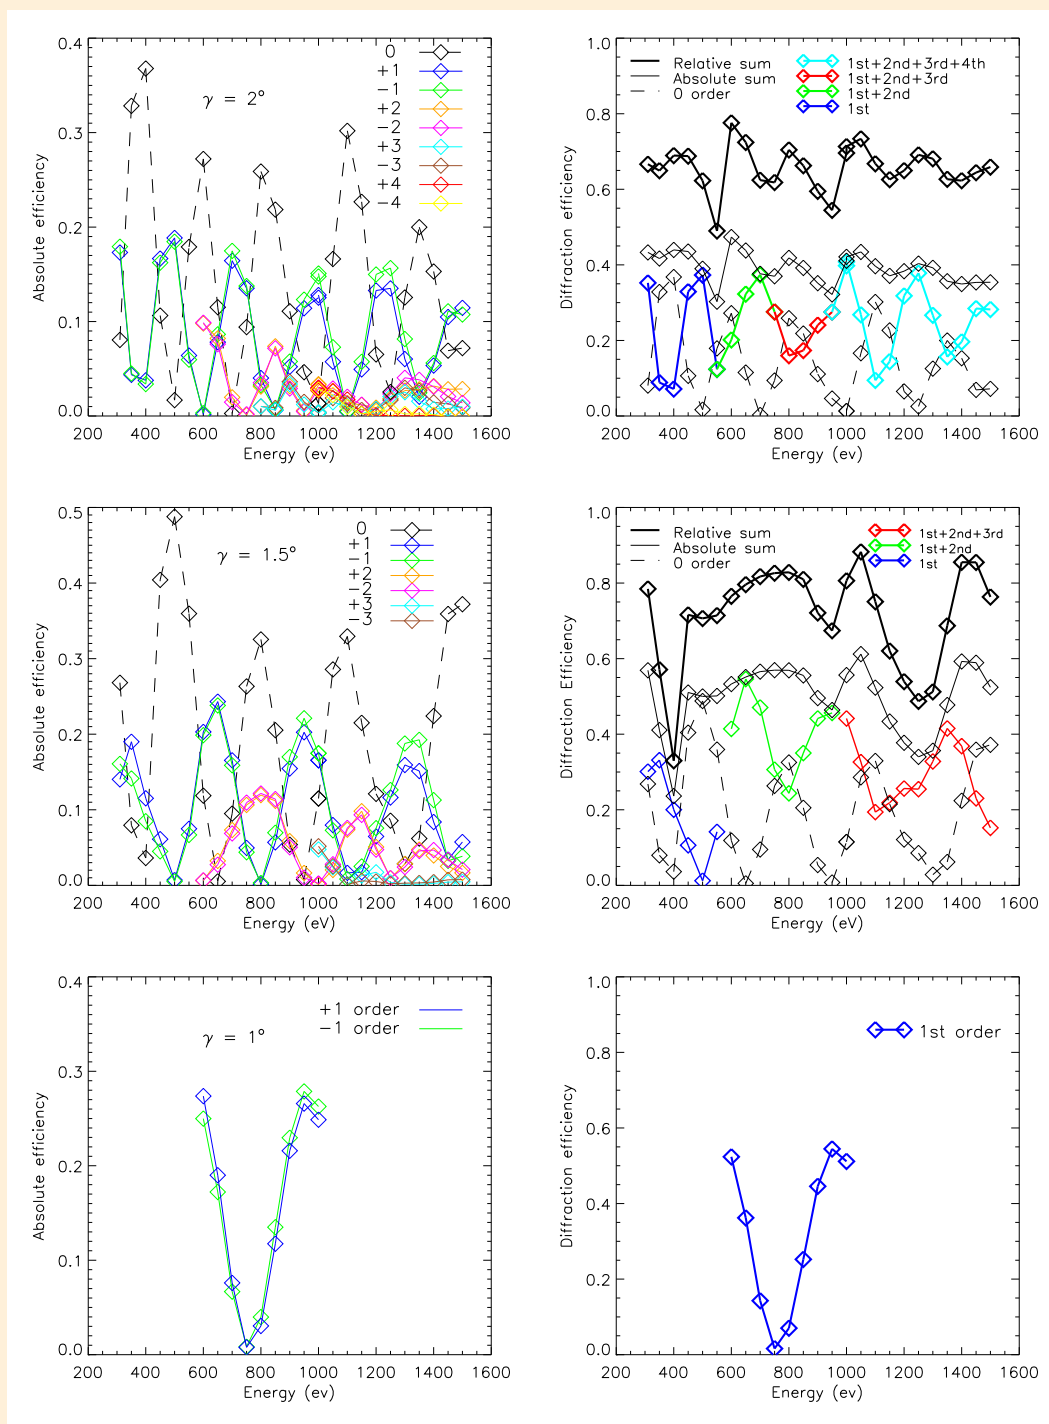 0.4
0.3
0.2
0.1
0.0
200 400 600 800 1000 1200 1400 1600
Energy (ev)
Absolute efficiency
γ = 2°
0
+1
−1
+2
−2
+3
−3
+4
−4
1.0
0.8
0.6
0.4
0.2
0.0
200 400 600 800 1000 1200 1400 1600
Energy (ev)
Diffraction efficiency
Relative sum
Absolute sum
0 order
1st+2nd+3rd+4th
1st+2nd+3rd
1st+2nd
1st
0.5
0.4
0.3
0.2
0.1
0.0
200 400 600 800 1000 1200 1400 1600
Energy (eV)
Absolute efficiency
γ = 1.5°
0
+1
−1
+2
−2
+3
−3
1.0
0.8
0.6
0.4
0.2
0.0
200 400 600 800 1000 1200 1400 1600
Energy (eV)
Diffraction Efficiency
Relative sum
Absolute sum
0 order
1st+2nd+3rd
1st+2nd
1st
0.4
0.3
0.2
0.1
0.0
200 400 600 800 1000 1200 1400 1600
Energy (ev)
Absolute efficiency
γ = 1°
+1 order
−1 order
1.0
0.8
0.6
0.4
0.2
0.0
200 400 600 800 1000 1200 1400 1600
Energy (ev)
Diffraction efficiency
1st order